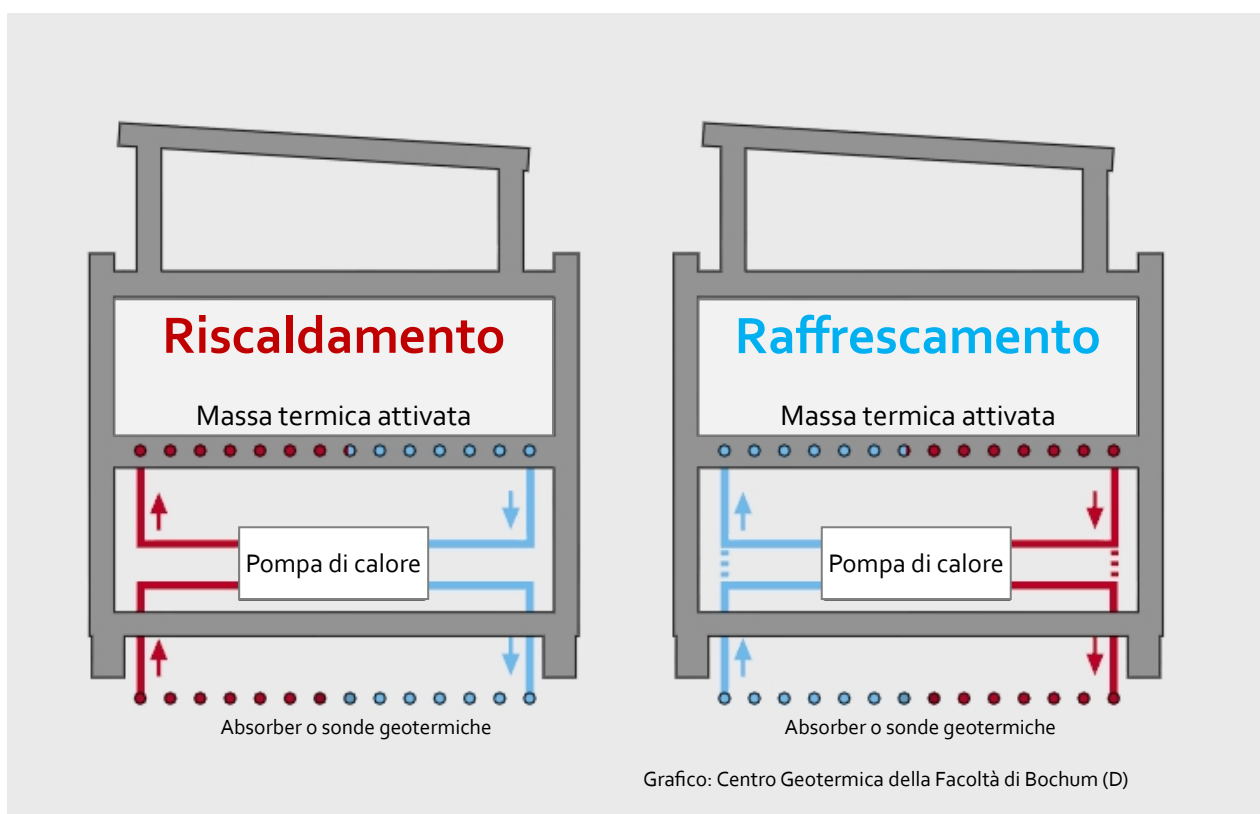 Riscaldamento
Massa termica attivata
Pompa di calore
Absorber o sonde geotermiche
Raffrescamento
Massa termica attivata
Pompa di calore
Absorber o sonde geotermiche
Grafico: Centro Geotermica della Facoltà di Bochum (D)